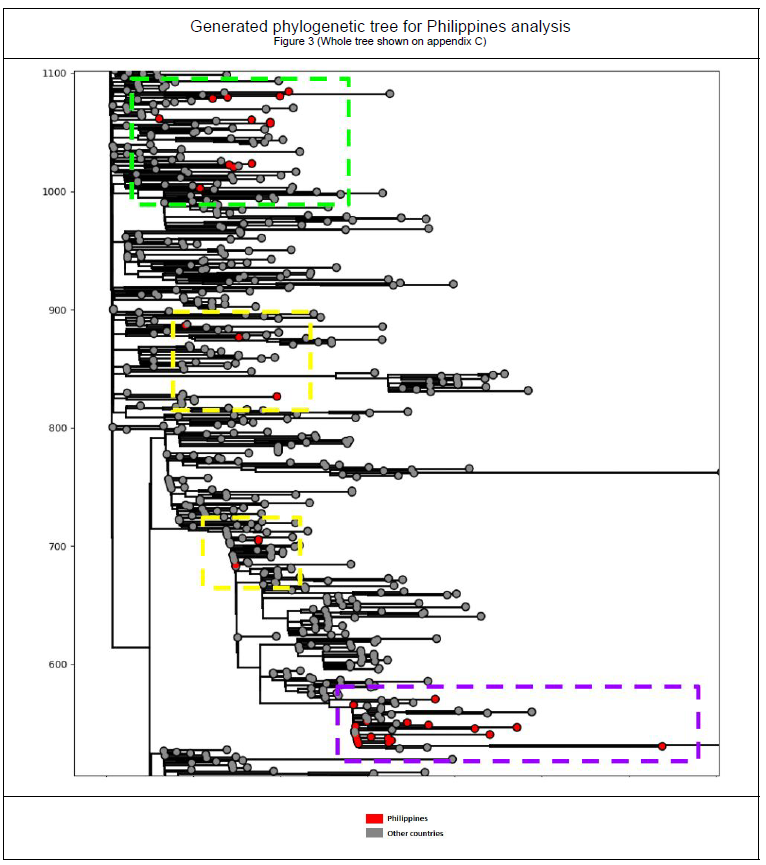 Generated phylogenetic tree for Philippines analysis
Figure 3 (Whole tree shown on appendix C)
1100
1000
900
800
700
600
Philippines
Other countries